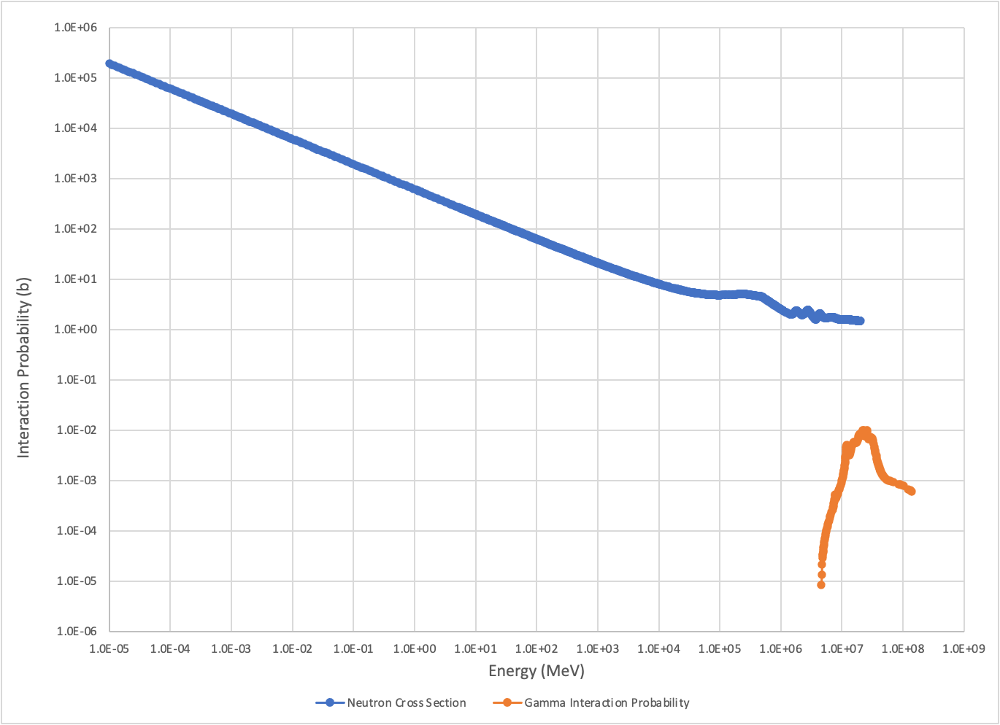 1.0E+06
1.0E+05
1.0E+04
1.0E+03
1.0E+02
1.0E+01
1.0E+00
1.0E-01
1.0E-02
1.0E-03
1.0E-04
1.0E-05
1.0E-06
Interaction Probability (b)
1.0E-05 1.0E-04 1.0E-03 1.0E-02 1.0E-01 1.0E+00 1.0E+01 1.0E+02 1.0E+03 1.0E+04 1.0E+05 1.0E+06 1.0E+07 1.0E+08 1.0E+09
Energy (MeV)
Neutron Cross Section Gamma Interaction Probability